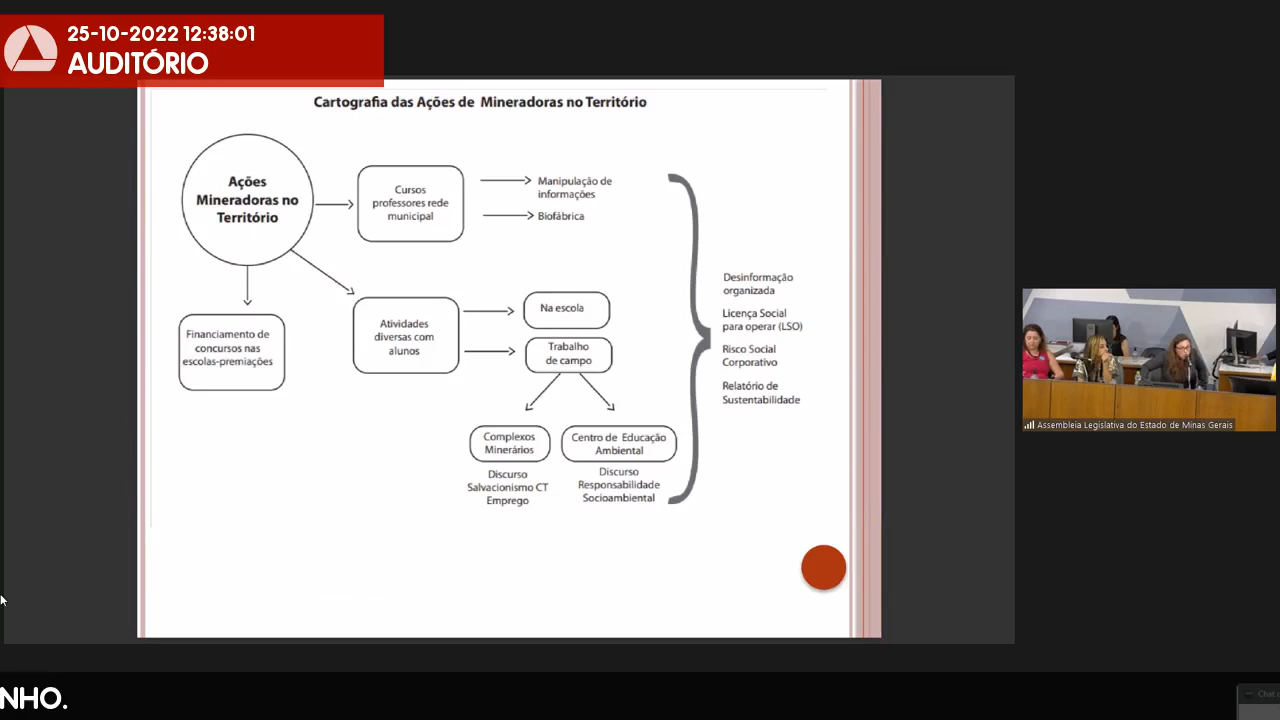 25-10-2022 12:38:01
AUDITÓRIO
Cartografia das Ações de Mineradoras no Território
Ações
Mineradoras no
Território
Cursos
professores rede
municipal
Manipulação de
informações
Biofábrica
Financiamento de
concursos nas
escolas-premiações
Atividades
diversas com
alunos
Na escola
Trabalho
de campo
Complexos
Minerários
Discurso
Salvacionismo CT
Emprego
Centro de Educação
Ambiental
Discurso
Responsabilidade
Socioambiental
Desinformação
organizada
Licença Social
para operar (LSO)
Risco Social
Corporativo
Relatório de
Sustentabilidade
Assembleia Legislativa do Estado de Minas Gerais
NHO.
Chat